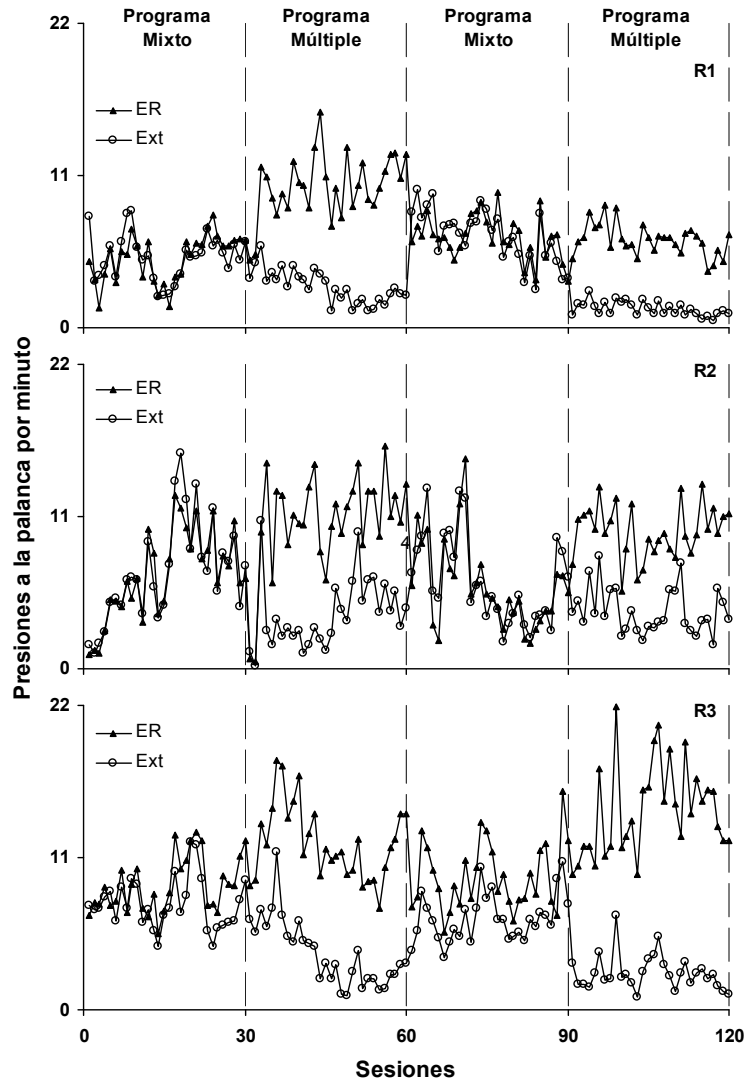 Programa Mixto
Programa Múltiple
Programa Mixto
Programa Múltiple
22
R1
ER
Ext
11
0
22
R2
ER
Ext
11
4
0
22
R3
ER
Ext
11
0
0
30
60
90
120
Presiones a la palanca por minuto
Sesiones